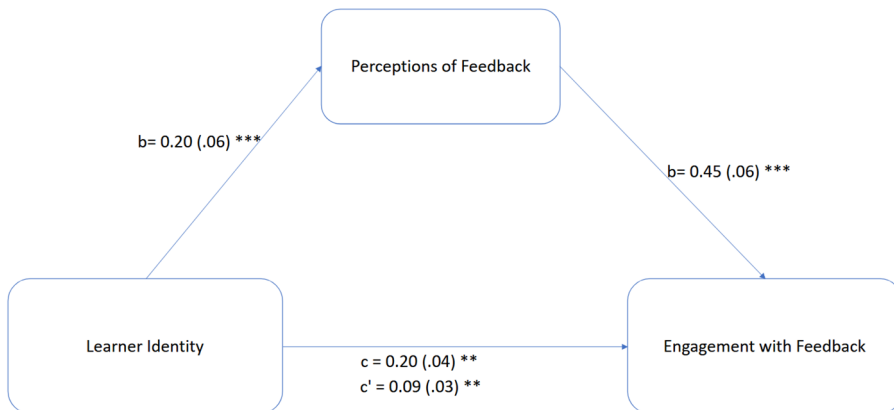 Perceptions of Feedback
b= 0.20 (.06) ***
b= 0.45 (.06) ***
Learner Identity
c = 0.20 (.04) **
c' = 0.09 (.03) **
Engagement with Feedback